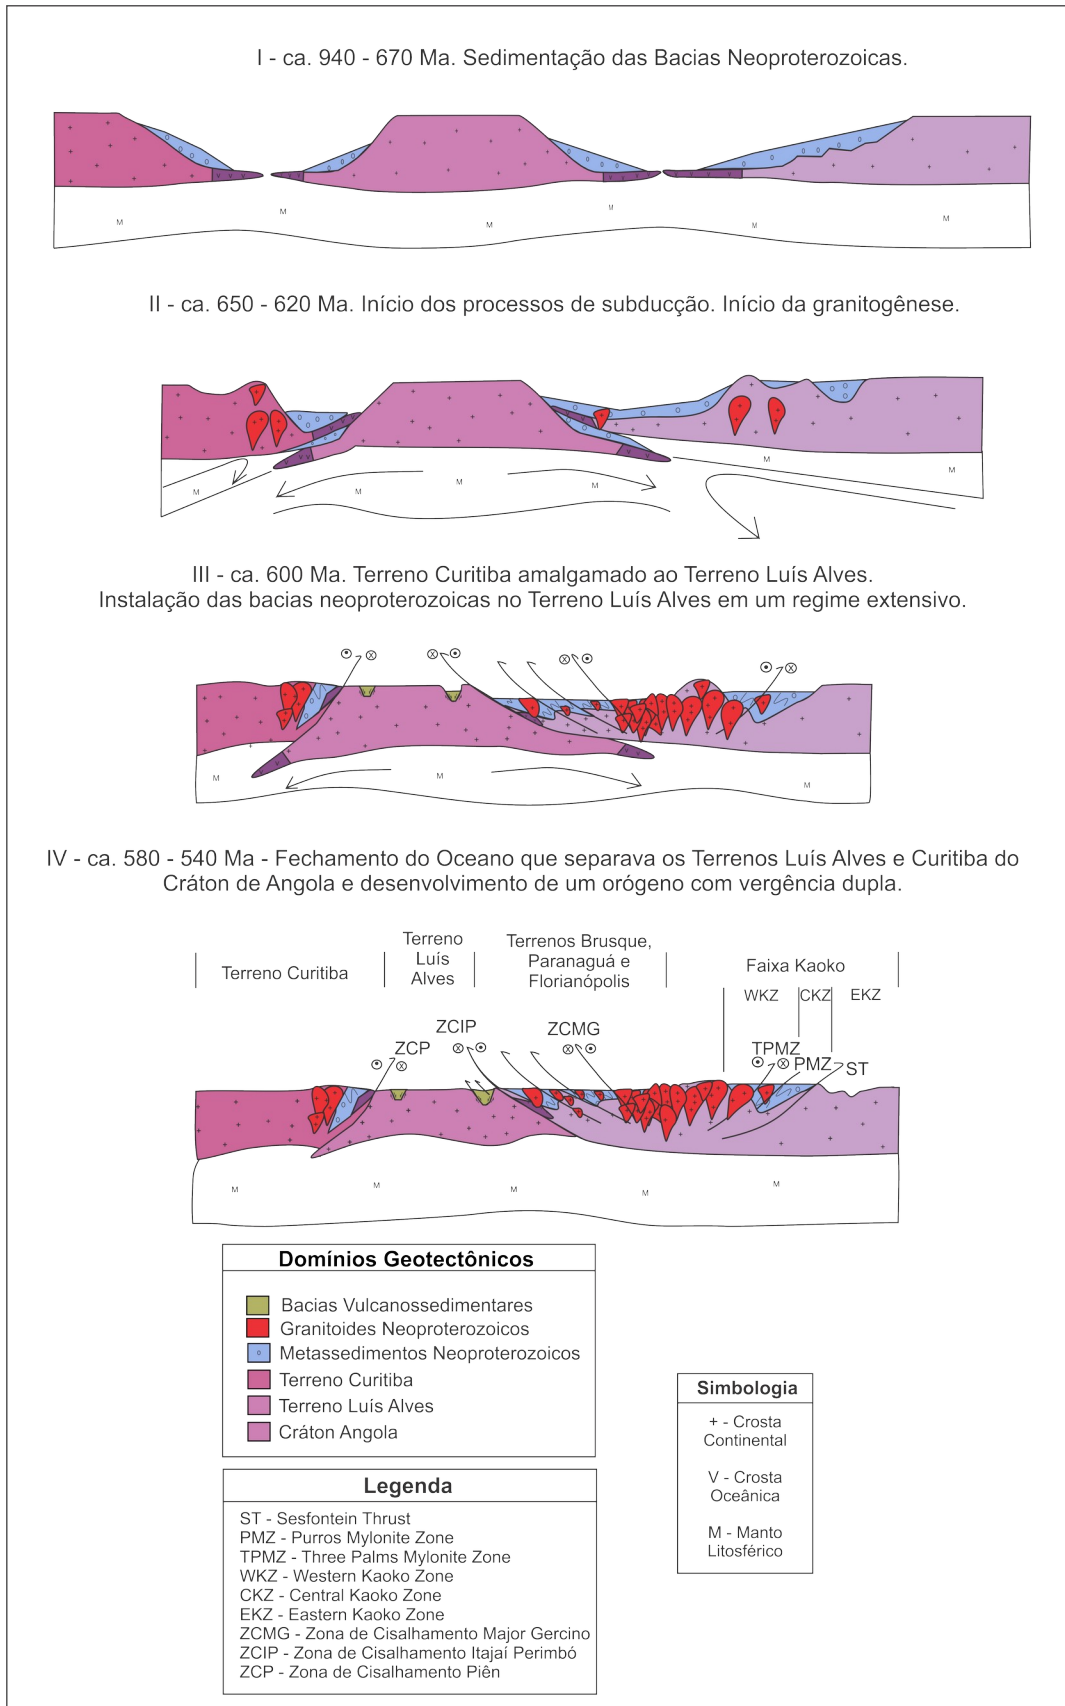 I - ca. 940 - 670 Ma. Sedimentação das Bacias Neoproterozoicas.
M
M
M
M
M
M
II - ca. 650 - 620 Ma. Início dos processos de subducção. Início da granitogênese.
M
M
M
M
M
M
III - ca. 600 Ma. Terreno Curitiba amalgamado ao Terreno Luís Alves.
Instalação das bacias neoproterozoicas no Terreno Luís Alves em um regime extensivo.
M
M
M
IV - ca. 580 - 540 Ma - Fechamento do Oceano que separava os Terrenos Luís Alves e Curitiba do
Cráton de Angola e desenvolvimento de um orógeno com vergência dupla.
Terreno Curitiba
Terreno
Luís
Alves
Terrenos Brusque,
Paranaguá e
Florianópolis
Faixa Kaoko
WKZ
CKZ
EKZ
ZCP
ZCIP
ZCMG
TPMZ
PMZ
ST
M
M
M
M
M
Domínios Geotectônicos
Bacias Vulcanossedimentares
Granitoides Neoproterozoicos
Metassedimentos Neoproterozoicos
Terreno Curitiba
Terreno Luís Alves
Cráton Angola
Simbologia
+ - Crosta
Continental
V - Crosta
Oceânica
M - Manto
Litosférico
Legenda
ST - Sesfontein Thrust
PMZ - Purros Mylonite Zone
TPMZ - Three Palms Mylonite Zone
WKZ - Western Kaoko Zone
CKZ - Central Kaoko Zone
EKZ - Eastern Kaoko Zone
ZCMG - Zona de Cisalhamento Major Gercino
ZCIP - Zona de Cisalhamento Itajaí Perimbó
ZCP - Zona de Cisalhamento Piên